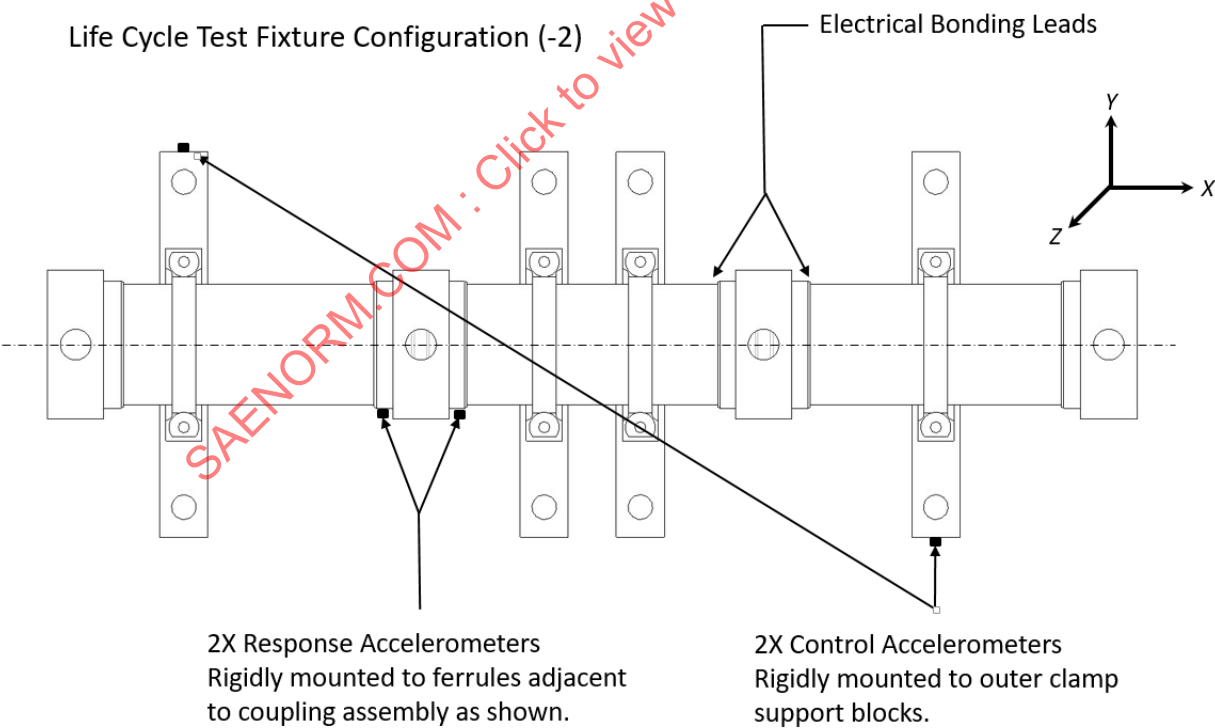 Life Cycle Test Fixture Configuration (-2)
Electrical Bonding Leads
Y
X
Z
SAENORM.COM : Click to view
2X Response Accelerometers
Rigidly mounted to ferrules adjacent
to coupling assembly as shown.
2X Control Accelerometers
Rigidly mounted to outer clamp
support blocks.